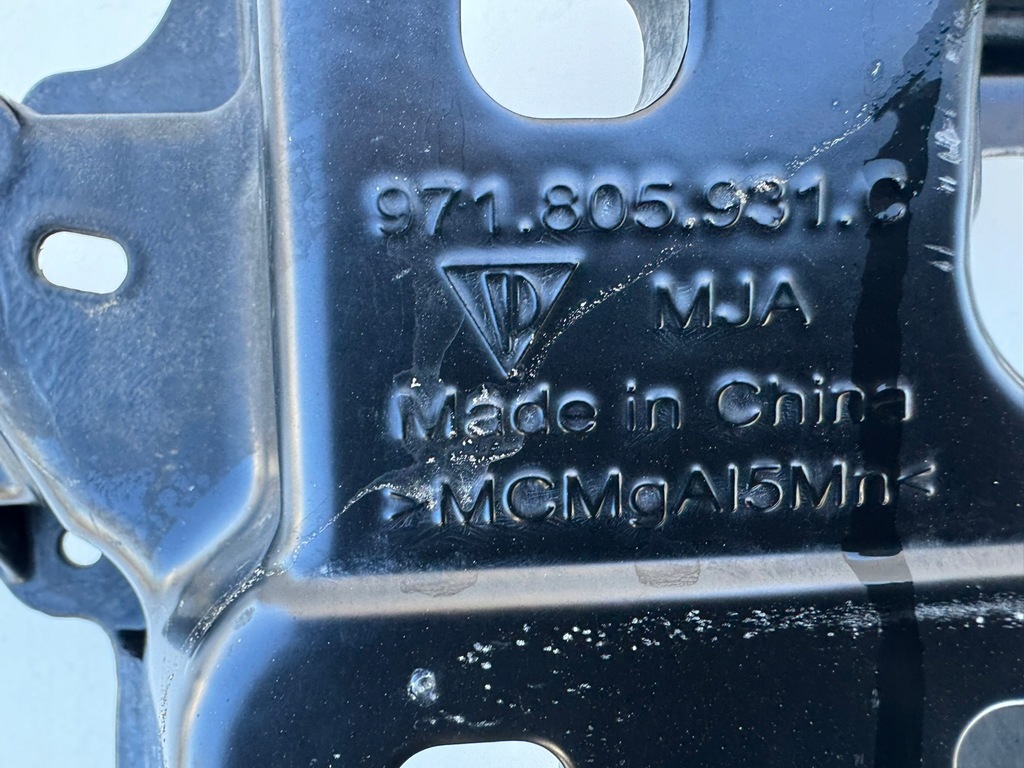 971.805.931.C
MJA
Made in China
>MCMgAl5Mn<